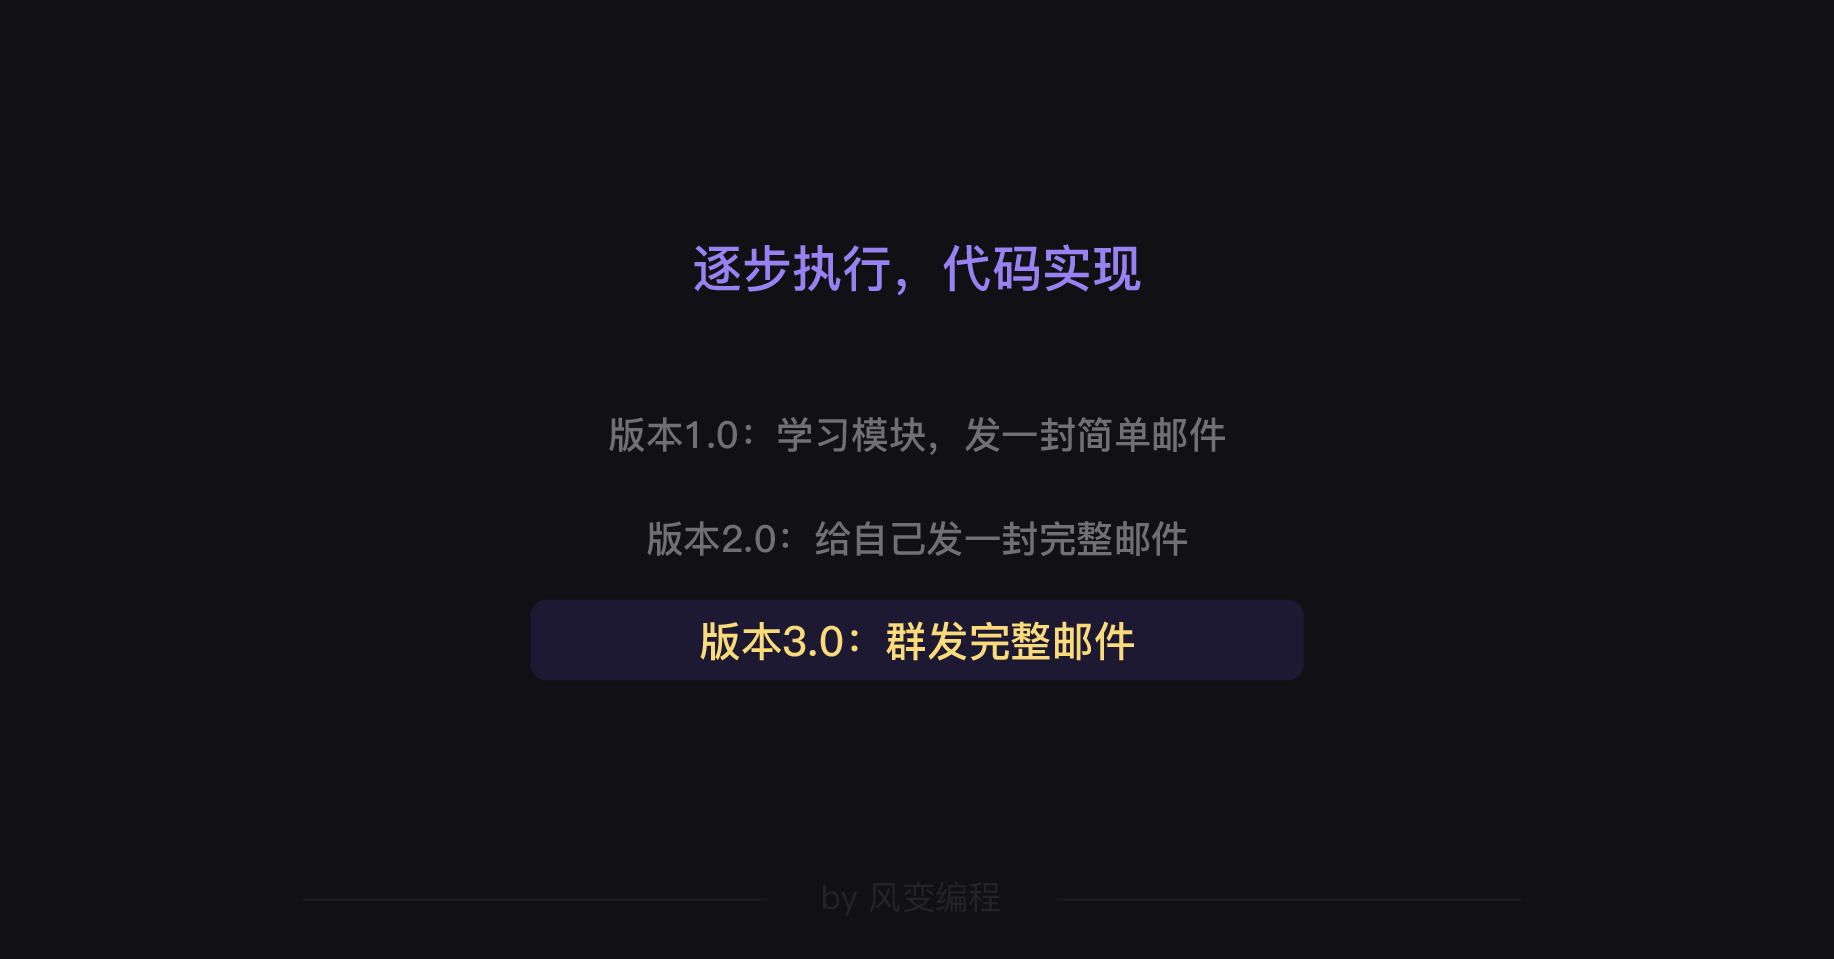 逐步执行，代码实现
版本1.0：学习模块，发一封简单邮件
版本2.0：给自己发一封完整邮件
版本3.0：群发完整邮件
by 风变编程